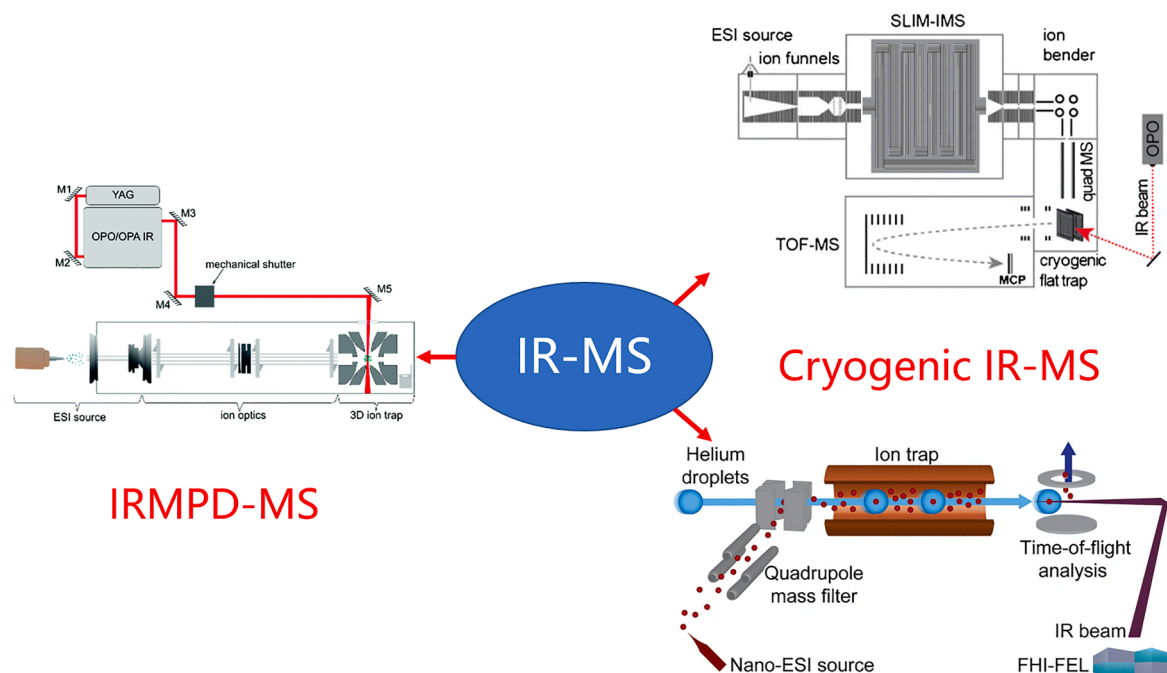 M1
YAG
M3
OPO/OPA IR
M2
mechanical shutter
M4
M5
ESI source
ion optics
3D ion trap
IRMPD-MS
IR-MS
SLIM-IMS
ESI source
ion funnels
ion
bender
OPO
quad MS
IR beam
TOF-MS
MCP
cryogenic
flat trap
Cryogenic IR-MS
Helium
droplets
Ion trap
Quadrupole
mass filter
Time-of-flight
analysis
IR beam
Nano-ESI source
FHI-FEL